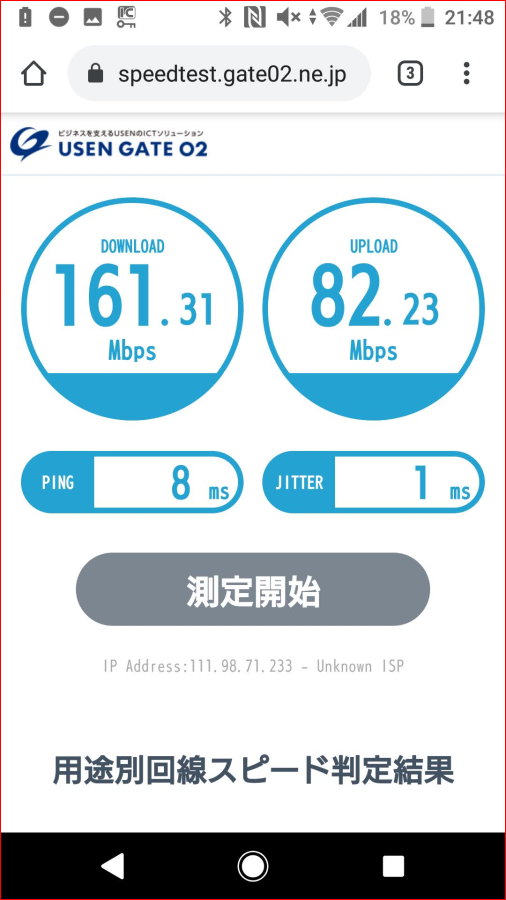 18% 21:48
speedtest.gate02.ne.jp 3
ビジネスを支えるUSENのICTソリューション
USEN GATE 02
DOWNLOAD
161.31
Mbps
UPLOAD
82.23
Mbps
PING 8 ms
JITTER 1 ms
測定開始
IP Address:111.98.71.233 – Unknown ISP
用途別回線スピード判定結果